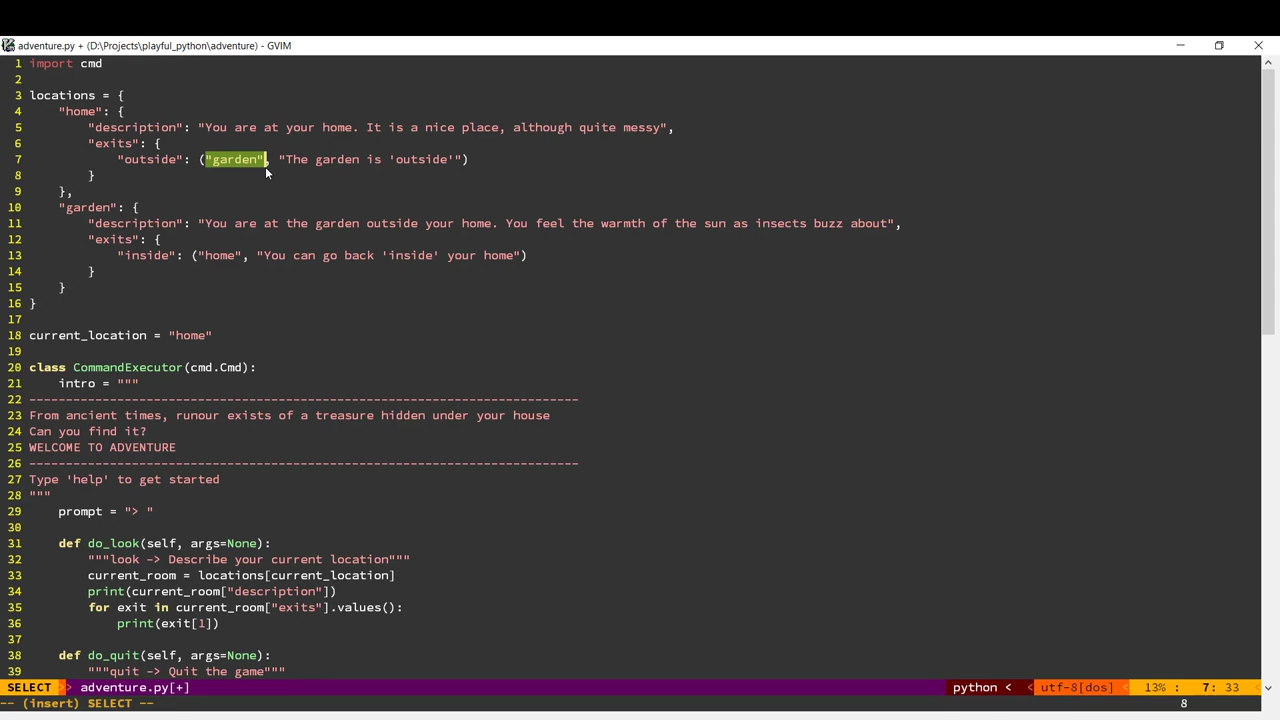 adventure.py + (D:\Projects\playful_python\adventure) - GVIM
1 import cmd
2
3 locations = {
4     "home": {
5         "description": "You are at your home. It is a nice place, although quite messy",
6         "exits": {
7             "outside": ("garden", "The garden is 'outside'")
8         }
9     },
10     "garden": {
11         "description": "You are at the garden outside your home. You feel the warmth of the sun as insects buzz about",
12         "exits": {
13             "inside": ("home", "You can go back 'inside' your home")
14         }
15     }
16 }
17
18 current_location = "home"
19
20 class CommandExecutor(cmd.Cmd):
21     intro = """
22 ---------------------------------------------------------------------------
23 From ancient times, runour exists of a treasure hidden under your house
24 Can you find it?
25 WELCOME TO ADVENTURE
26 ---------------------------------------------------------------------------
27 Type 'help' to get started
28 """
29     prompt = "> "
30
31     def do_look(self, args=None):
32         """look -> Describe your current location"""
33         current_room = locations[current_location]
34         print(current_room["description"])
35         for exit in current_room["exits"].values():
36             print(exit[1])
37
38     def do_quit(self, args=None):
39         """quit -> Quit the game"""
SELECT > adventure.py[+] python < < utf-8[dos] < 13% : 7: 33 <
-- (insert) SELECT -- 8